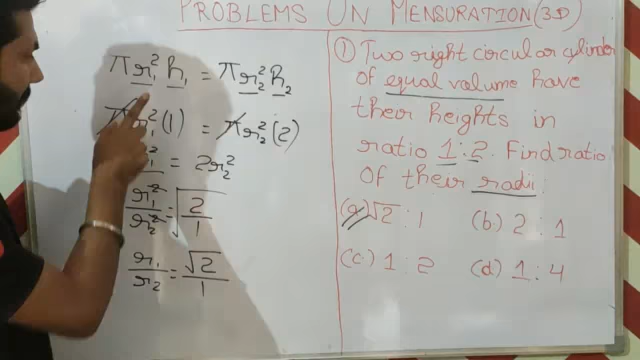 PROBLEMS ON MENSURATION (3-D)
πr₁²h₁ = πr₂²h₂
πr₁²(1) = πr₂²(2)
= 2r₂²
r₁²/r₂² = √2/1
r₁/r₂ = √2/1
① Two right circular cylinder
of equal volume have
their heights in
ratio 1:2. Find ratio
of their radii
(a) √2 : 1 (b) 2 : 1
(c) 1 : 2 (d) 1 : 4